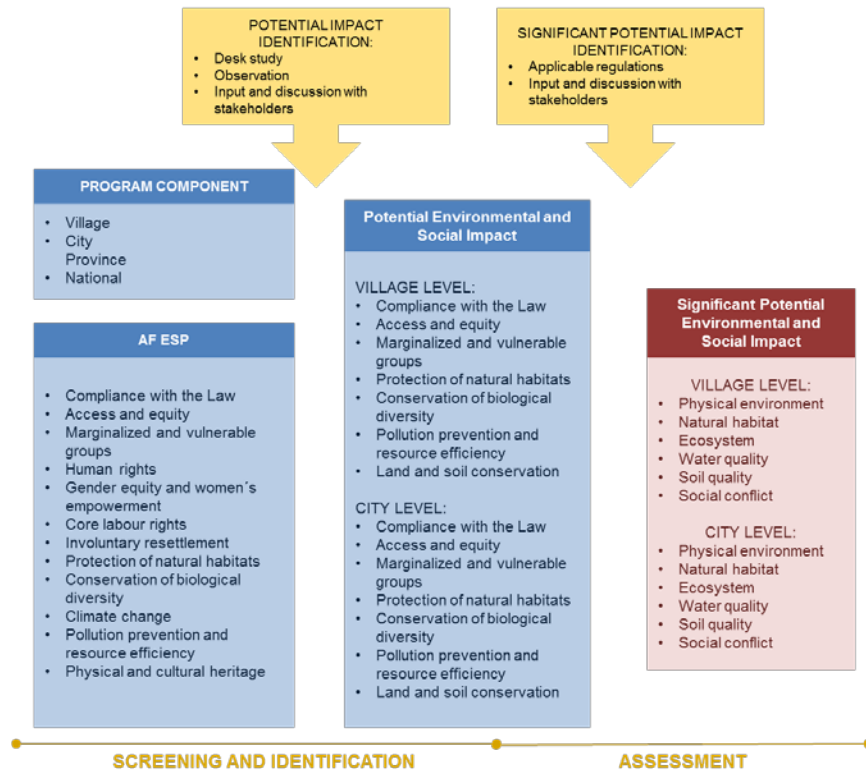 POTENTIAL IMPACT
IDENTIFICATION:
• Desk study
• Observation
• Input and discussion with
stakeholders
SIGNIFICANT POTENTIAL IMPACT
IDENTIFICATION:
• Applicable regulations
• Input and discussion with
stakeholders
PROGRAM COMPONENT
• Village
• City
Province
• National
AF ESP
• Compliance with the Law
• Access and equity
• Marginalized and vulnerable
groups
• Human rights
• Gender equity and women´s
empowerment
• Core labour rights
• Involuntary resettlement
• Protection of natural habitats
• Conservation of biological
diversity
• Climate change
• Pollution prevention and
resource efficiency
• Physical and cultural heritage
Potential Environmental and
Social Impact
VILLAGE LEVEL:
• Compliance with the Law
• Access and equity
• Marginalized and vulnerable
groups
• Protection of natural habitats
• Conservation of biological
diversity
• Pollution prevention and
resource efficiency
• Land and soil conservation
CITY LEVEL:
• Compliance with the Law
• Access and equity
• Marginalized and vulnerable
groups
• Protection of natural habitats
• Conservation of biological
diversity
• Pollution prevention and
resource efficiency
• Land and soil conservation
Significant Potential
Environmental and
Social Impact
VILLAGE LEVEL:
• Physical environment
• Natural habitat
• Ecosystem
• Water quality
• Soil quality
• Social conflict
CITY LEVEL:
• Physical environment
• Natural habitat
• Ecosystem
• Water quality
• Soil quality
• Social conflict
SCREENING AND IDENTIFICATION
ASSESSMENT